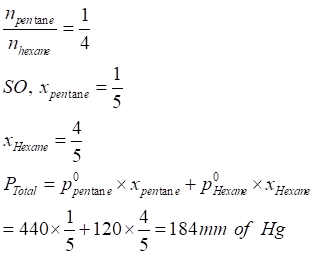 n_pentane / n_hexane = 1/4
SO, x_pentane = 1/5
x_Hexane = 4/5
P_Total = p⁰_pentane × x_pentane + p⁰_Hexane × x_Hexane
= 440 × 1/5 + 120 × 4/5 = 184 mm of Hg